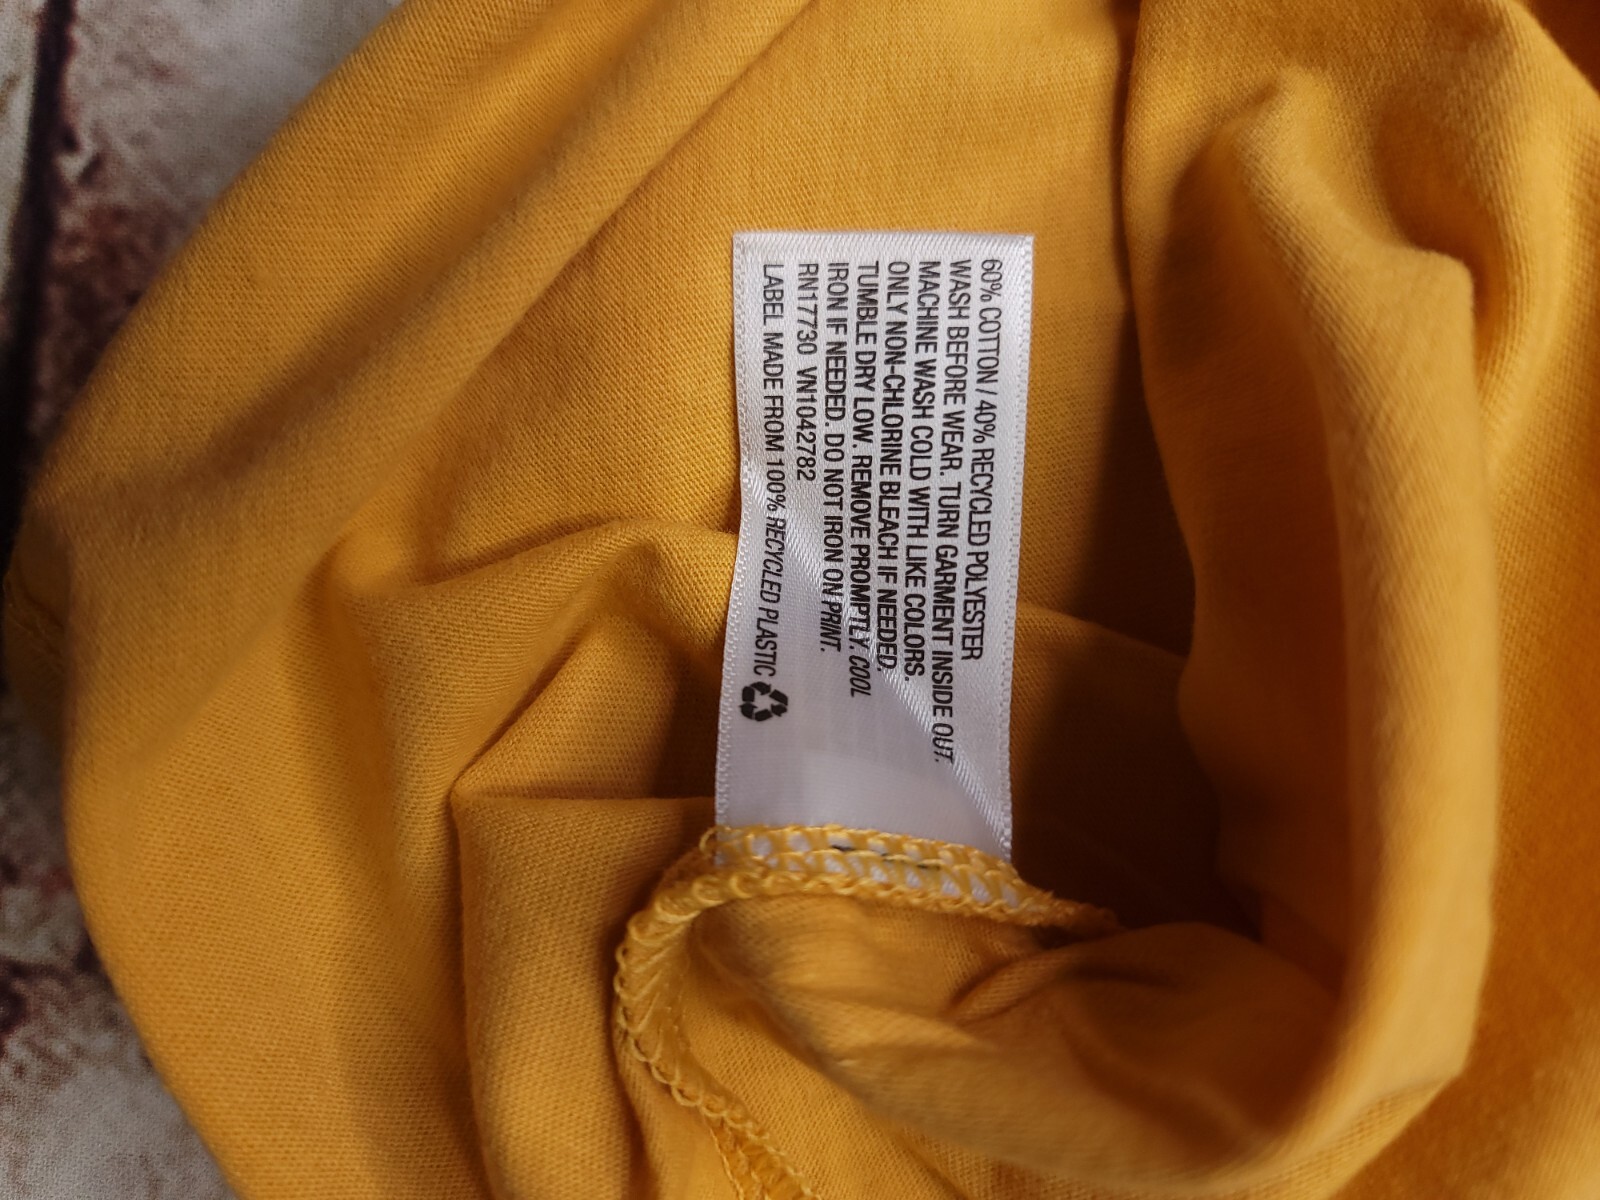 60% COTTON / 40% RECYCLED POLYESTER
WASH BEFORE WEAR. TURN GARMENT INSIDE OUT.
MACHINE WASH COLD WITH LIKE COLORS.
ONLY NON-CHLORINE BLEACH IF NEEDED.
TUMBLE DRY LOW. REMOVE PROMPTLY. COOL
IRON IF NEEDED. DO NOT IRON ON PRINT.
RN17730 VN1042782
LABEL MADE FROM 100% RECYCLED PLASTIC